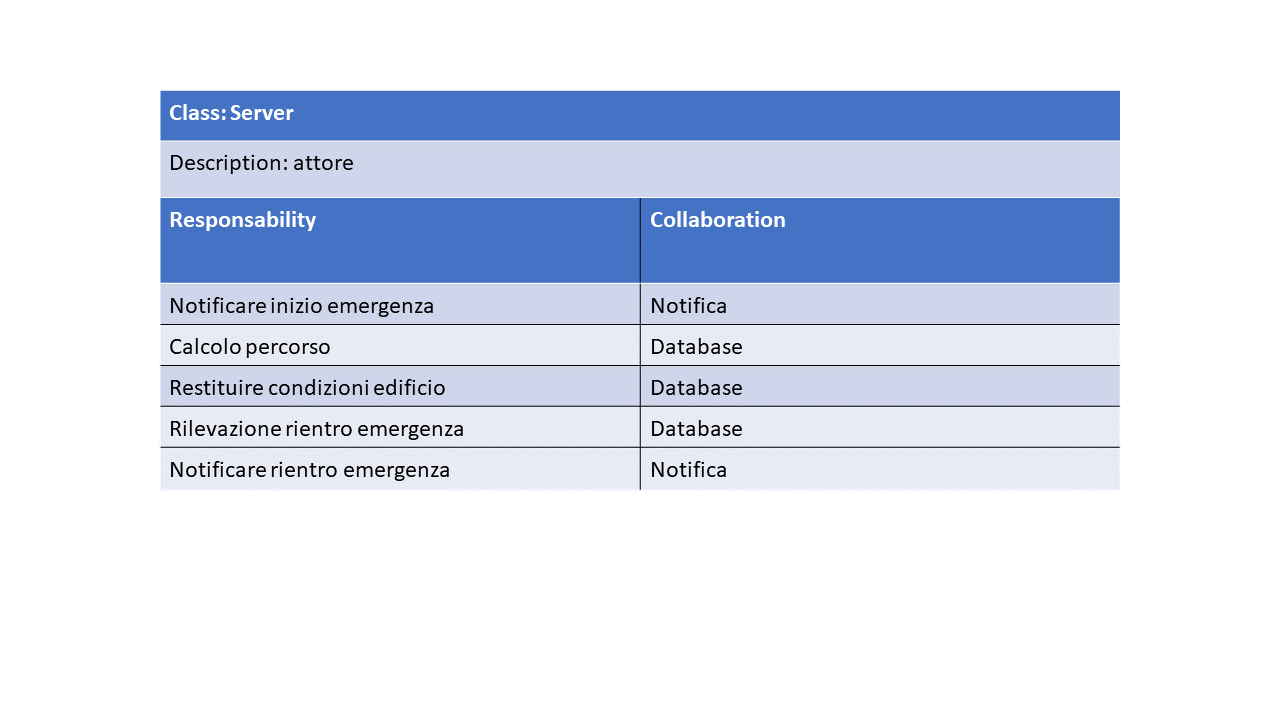 Class: Server
Description: attore
Responsability Collaboration
Notificare inizio emergenza Notifica
Calcolo percorso Database
Restituire condizioni edificio Database
Rilevazione rientro emergenza Database
Notificare rientro emergenza Notifica